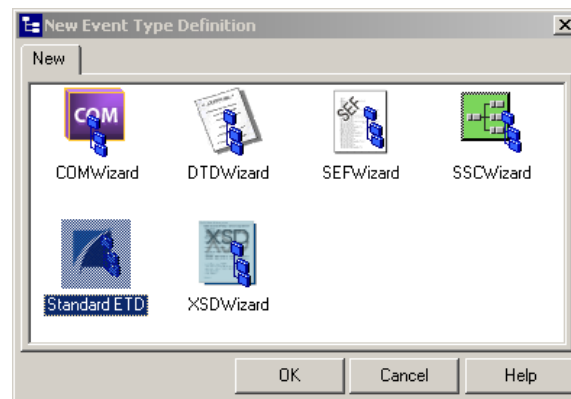 New Event Type Definition
New
COM
SEF
XSD
COMWizard DTDWizard SEFWizard SSCWizard
Standard ETD XSDWizard
OK Cancel Help